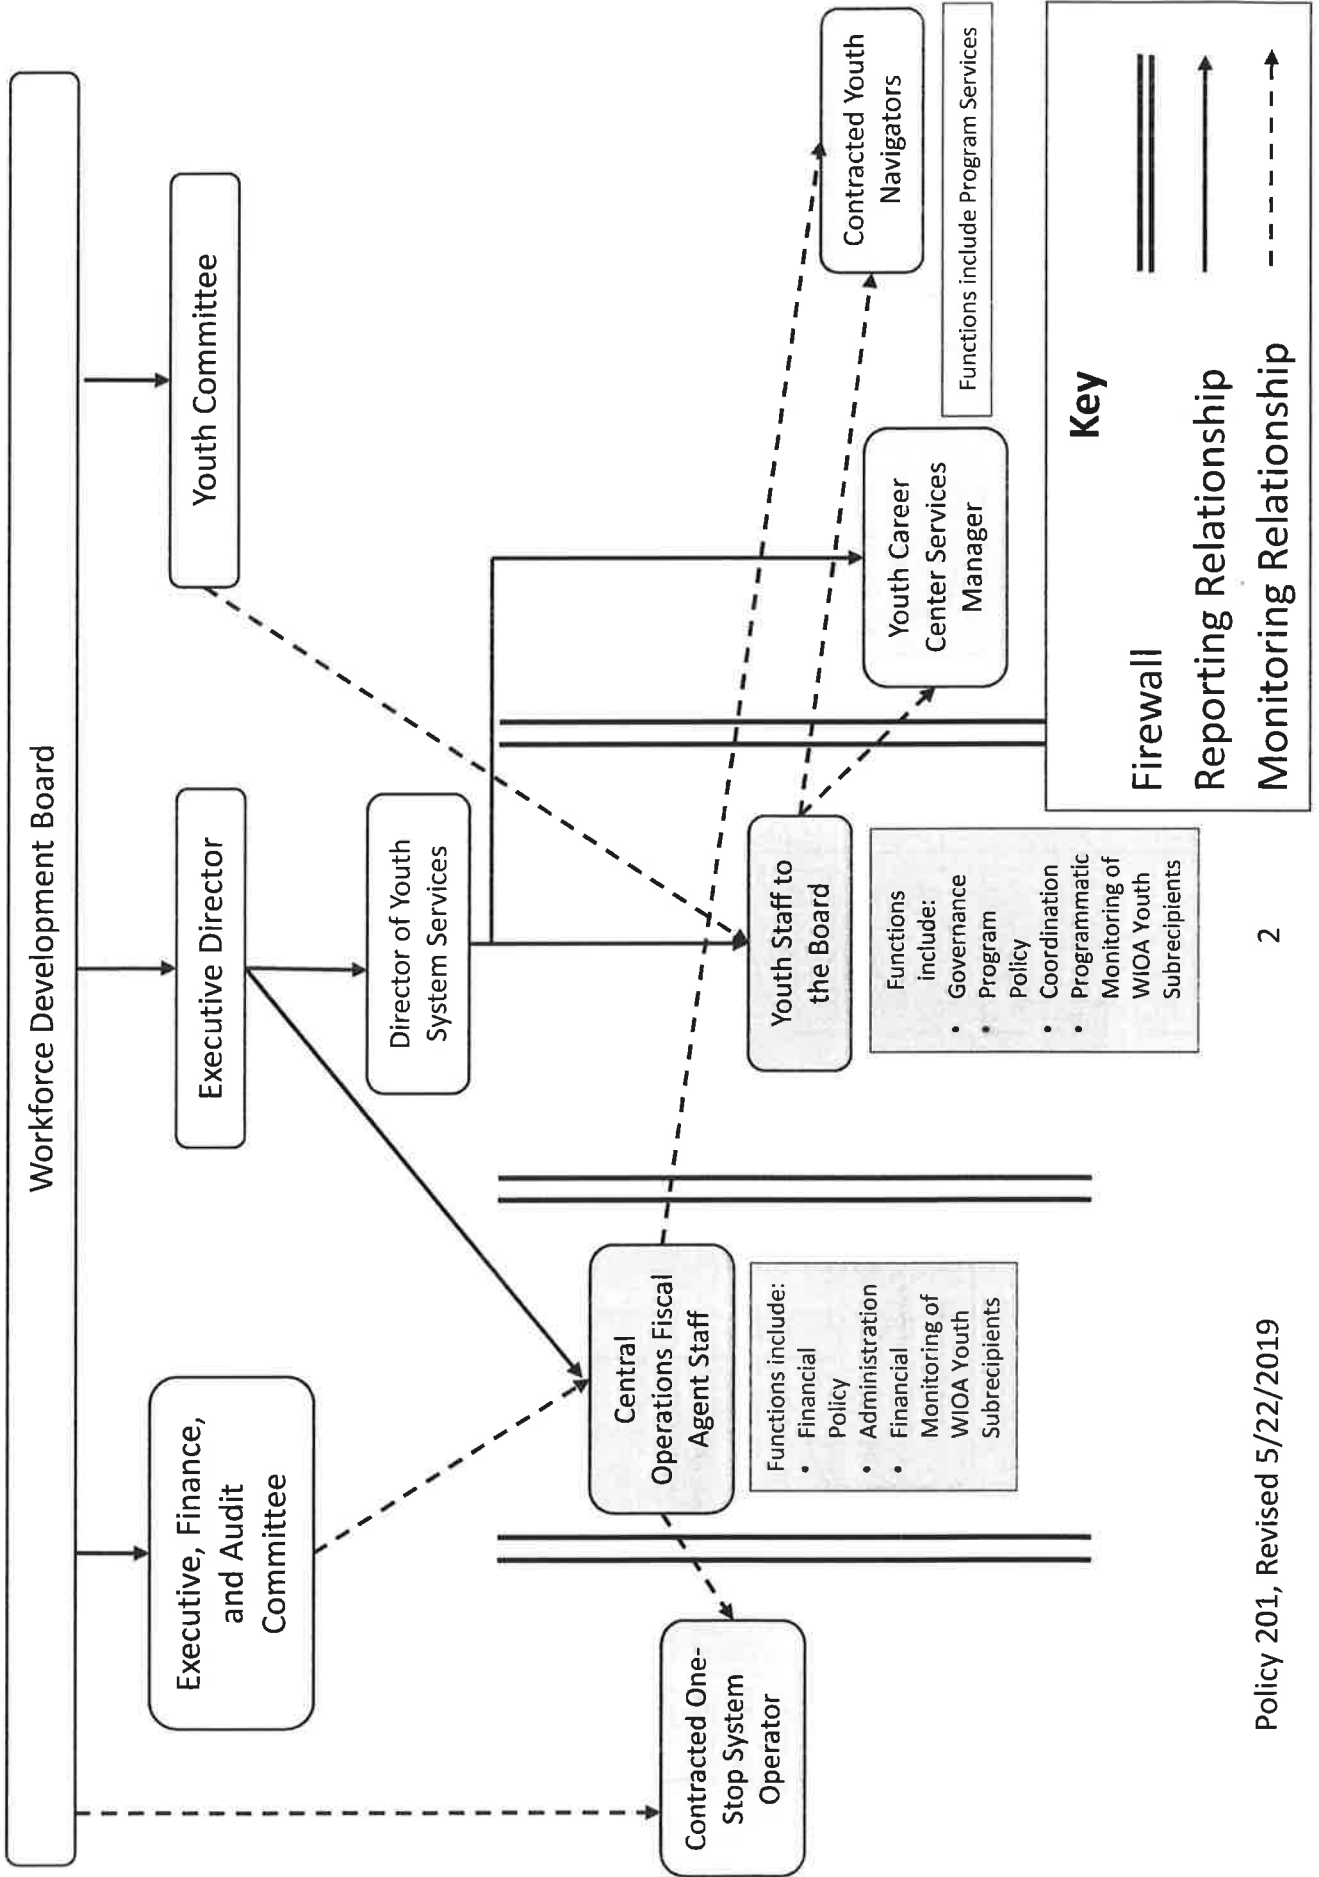 Workforce Development Board
Executive, Finance,
and Audit
Committee
Executive Director
Youth Committee
Director of Youth
System Services
Contracted One-
Stop System
Operator
Central
Operations Fiscal
Agent Staff
Functions include:
• Financial
Policy
• Administration
• Financial
Monitoring of
WIOA Youth
Subrecipients
Youth Staff to
the Board
Functions
include:
• Governance
• Program
Policy
• Coordination
• Programmatic
Monitoring of
WIOA Youth
Subrecipients
Youth Career
Center Services
Manager
Contracted Youth
Navigators
Functions include Program Services
Key
Firewall
Reporting Relationship
Monitoring Relationship
Policy 201, Revised 5/22/2019
2